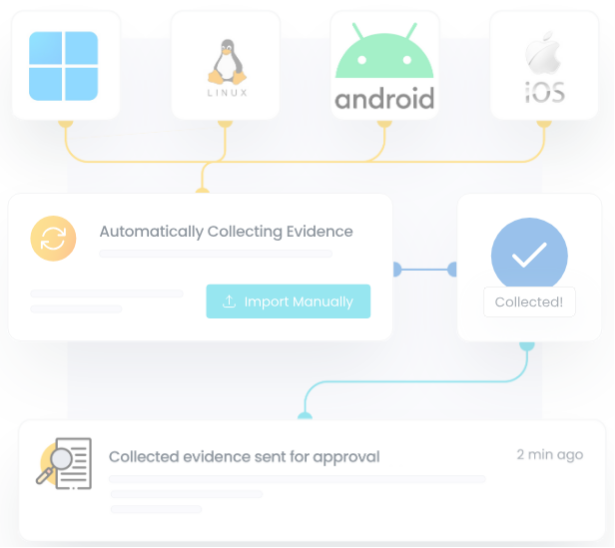 LINUX
android
iOS
Automatically Collecting Evidence
Import Manually
Collected!
Collected evidence sent for approval
2 min ago